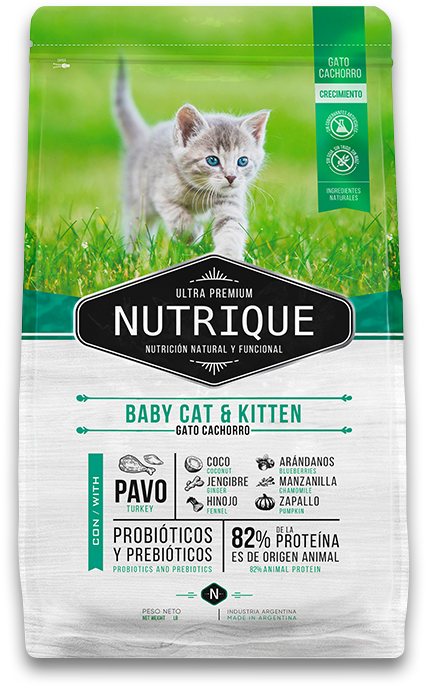 GATO
CACHORRO
CRECIMIENTO
INGREDIENTES
NATURALES
ULTRA PREMIUM
NUTRIQUE
NUTRICIÓN NATURAL Y FUNCIONAL
BABY CAT & KITTEN
GATO CACHORRO
CON / WITH
PAVO
TURKEY
COCO
COCONUT
JENGIBRE
GINGER
HINOJO
FENNEL
ARÁNDANOS
BLUEBERRIES
MANZANILLA
CHAMOMILE
ZAPALLO
PUMPKIN
PROBIÓTICOS
Y PREBIÓTICOS
PROBIOTICS AND PREBIOTICS
82% DE LA PROTEÍNA
ES DE ORIGEN ANIMAL
82% ANIMAL PROTEIN
N
PESO NETO
NET WEIGHT LB
INDUSTRIA ARGENTINA
MADE IN ARGENTINA